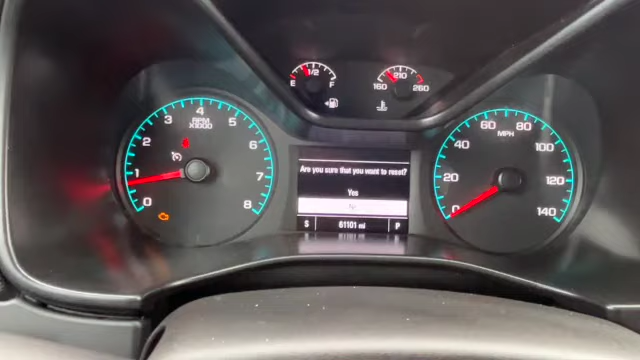 1/2
E F
210
160 260
RPM
X1000
0 1 2 3 4 5 6 7 8
MPH
0 20 40 60 80 100 120 140
Are you sure that you want to reset?
Yes
No
S 61101 mi P